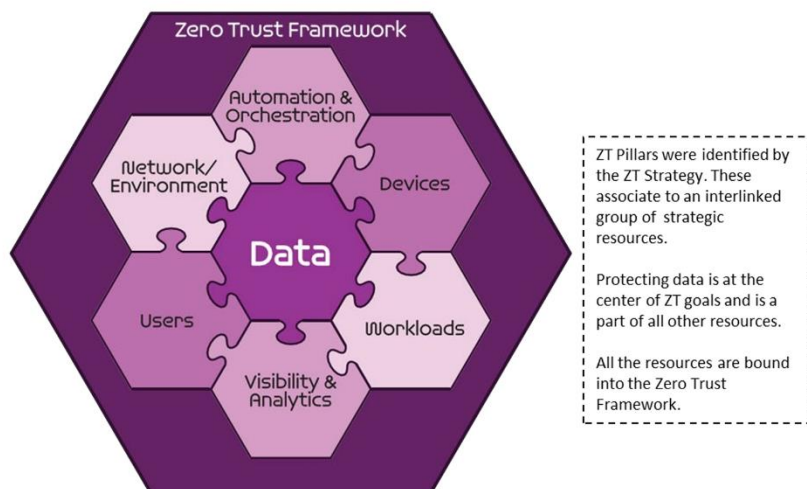 Zero Trust Framework
Automation &
Orchestration
Network/
Environment
Devices
Data
Users
Workloads
Visibility &
Analytics
ZT Pillars were identified by
the ZT Strategy. These
associate to an interlinked
group of strategic
resources.
Protecting data is at the
center of ZT goals and is a
part of all other resources.
All the resources are bound
into the Zero Trust
Framework.